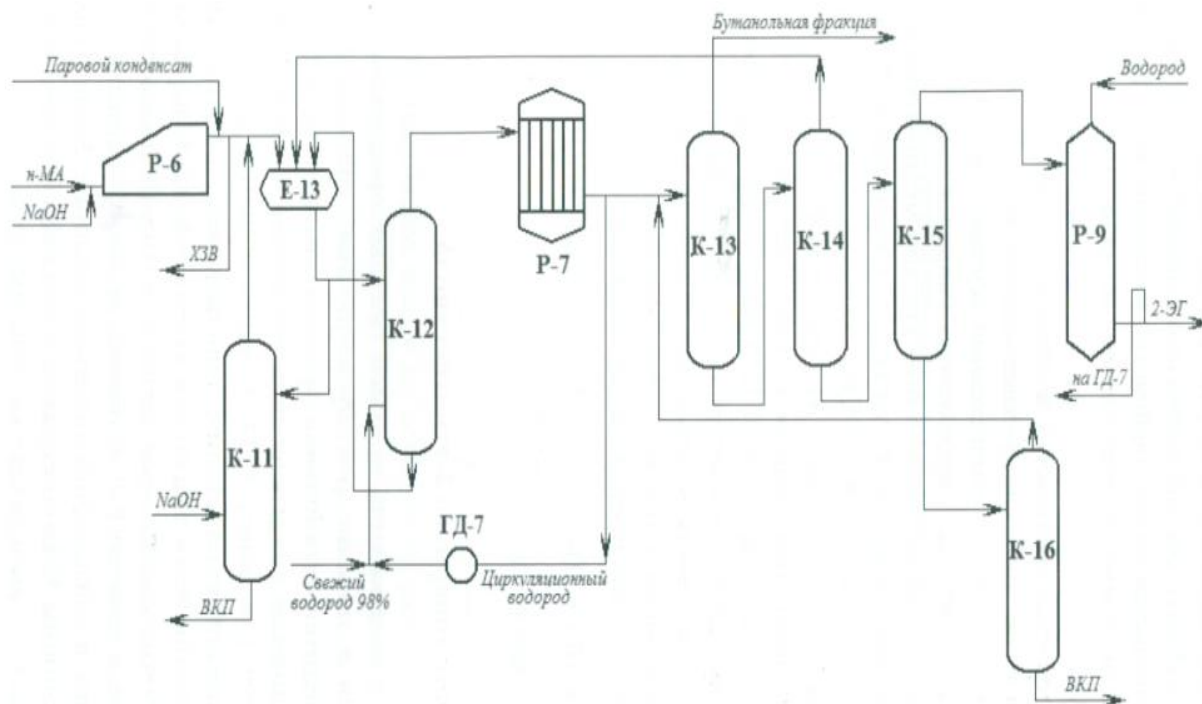 Бутанольная фракция
Паровой конденсат
Водород
Р-6
Р-7
н-МА
Е-13
NaOH
К-13
К-14
К-15
Р-9
ХЗВ
К-12
2-ЭГ
на ГД-7
К-11
NaOH
ГД-7
К-16
Свежий
водород 98%
Циркуляционный
водород
ВКП
ВКП